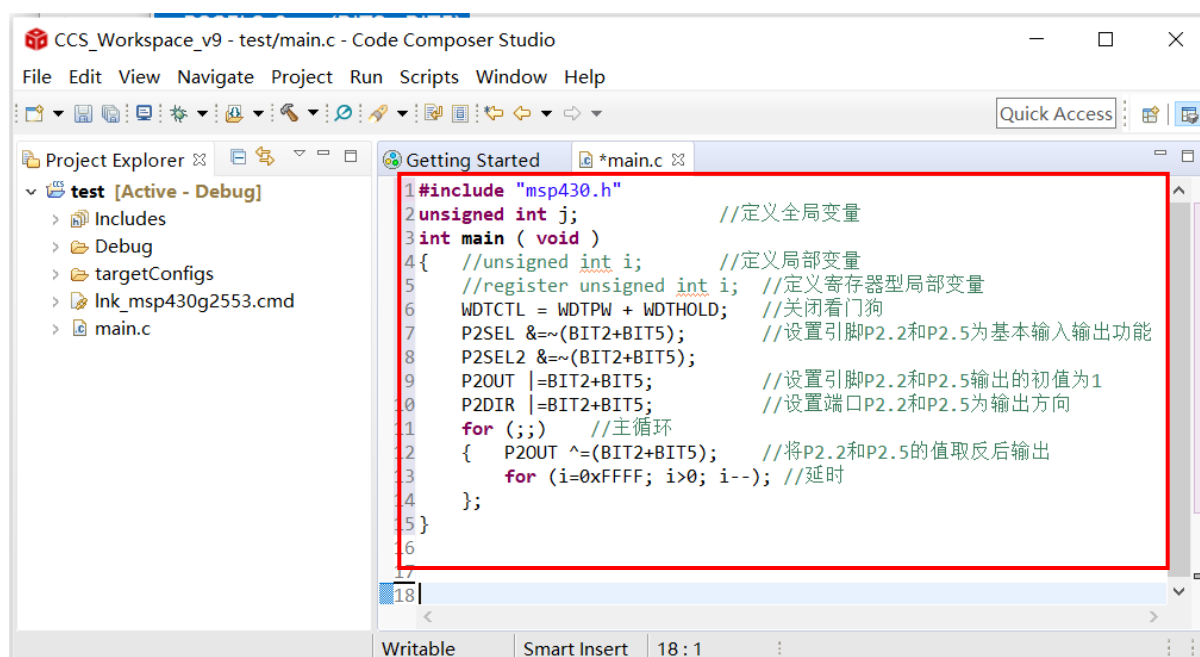 CCS_Workspace_v9 - test/main.c - Code Composer Studio
File Edit View Navigate Project Run Scripts Window Help
Quick Access
Project Explorer
Getting Started
*main.c
test [Active - Debug]
Includes
Debug
targetConfigs
lnk_msp430g2553.cmd
main.c
1 #include "msp430.h"
2 unsigned int j; //定义全局变量
3 int main ( void )
4 { //unsigned int i; //定义局部变量
5 //register unsigned int i; //定义寄存器型局部变量
6 WDTCTL = WDTPW + WDTHOLD; //关闭看门狗
7 P2SEL &=~(BIT2+BIT5); //设置引脚P2.2和P2.5为基本输入输出功能
8 P2SEL2 &=~(BIT2+BIT5);
9 P2OUT |=BIT2+BIT5; //设置引脚P2.2和P2.5输出的初值为1
10 P2DIR |=BIT2+BIT5; //设置端口P2.2和P2.5为输出方向
11 for (;;) //主循环
12 { P2OUT ^=(BIT2+BIT5); //将P2.2和P2.5的值取反后输出
13 for (i=0xFFFF; i>0; i--); //延时
14 };
15 }
16
17
18
Writable Smart Insert 18 : 1